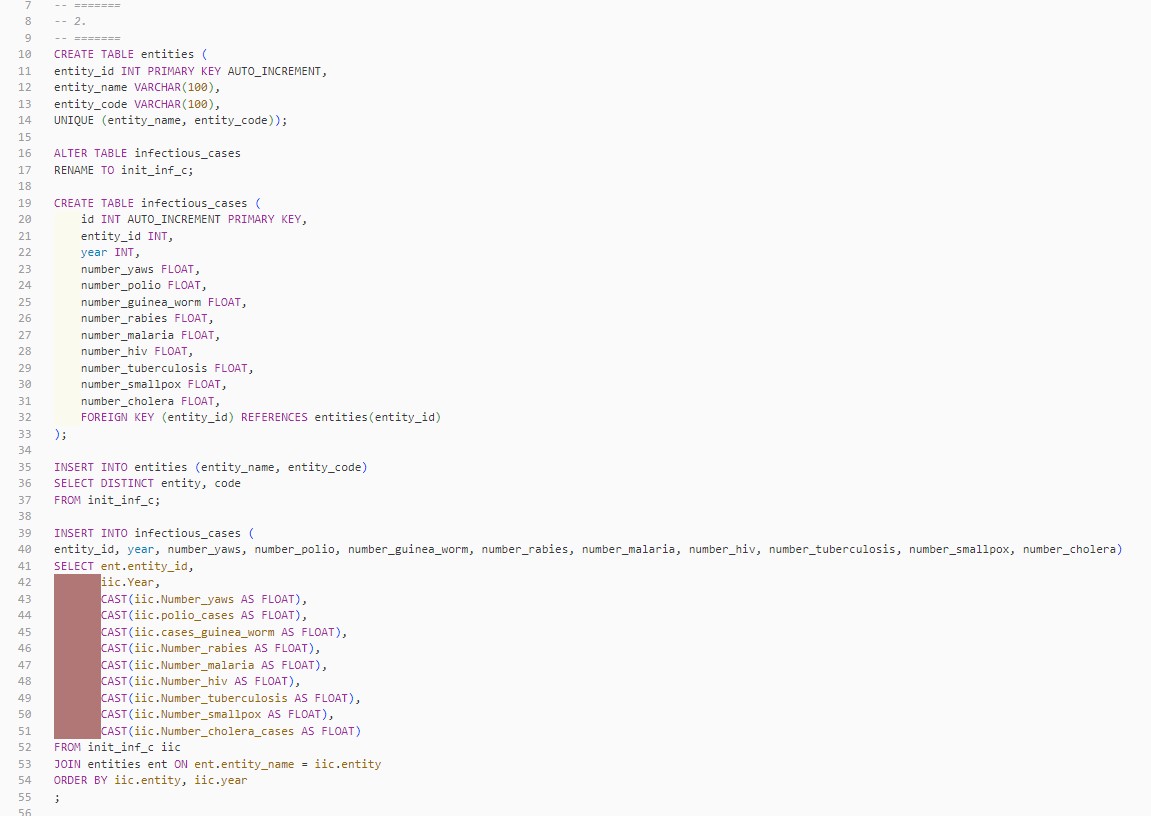 7 -- =======
8 -- 2.
9 -- =======
10 CREATE TABLE entities (
11 entity_id INT PRIMARY KEY AUTO_INCREMENT,
12 entity_name VARCHAR(100),
13 entity_code VARCHAR(100),
14 UNIQUE (entity_name, entity_code));
15
16 ALTER TABLE infectious_cases
17 RENAME TO init_inf_c;
18
19 CREATE TABLE infectious_cases (
20 id INT AUTO_INCREMENT PRIMARY KEY,
21 entity_id INT,
22 year INT,
23 number_yaws FLOAT,
24 number_polio FLOAT,
25 number_guinea_worm FLOAT,
26 number_rabies FLOAT,
27 number_malaria FLOAT,
28 number_hiv FLOAT,
29 number_tuberculosis FLOAT,
30 number_smallpox FLOAT,
31 number_cholera FLOAT,
32 FOREIGN KEY (entity_id) REFERENCES entities(entity_id)
33 );
34
35 INSERT INTO entities (entity_name, entity_code)
36 SELECT DISTINCT entity, code
37 FROM init_inf_c;
38
39 INSERT INTO infectious_cases (
40 entity_id, year, number_yaws, number_polio, number_guinea_worm, number_rabies, number_malaria, number_hiv, number_tuberculosis, number_smallpox, number_cholera)
41 SELECT ent.entity_id,
42 iic.Year,
43 CAST(iic.Number_yaws AS FLOAT),
44 CAST(iic.polio_cases AS FLOAT),
45 CAST(iic.cases_guinea_worm AS FLOAT),
46 CAST(iic.Number_rabies AS FLOAT),
47 CAST(iic.Number_malaria AS FLOAT),
48 CAST(iic.Number_hiv AS FLOAT),
49 CAST(iic.Number_tuberculosis AS FLOAT),
50 CAST(iic.Number_smallpox AS FLOAT),
51 CAST(iic.Number_cholera_cases AS FLOAT)
52 FROM init_inf_c iic
53 JOIN entities ent ON ent.entity_name = iic.entity
54 ORDER BY iic.entity, iic.year
55 ;
56